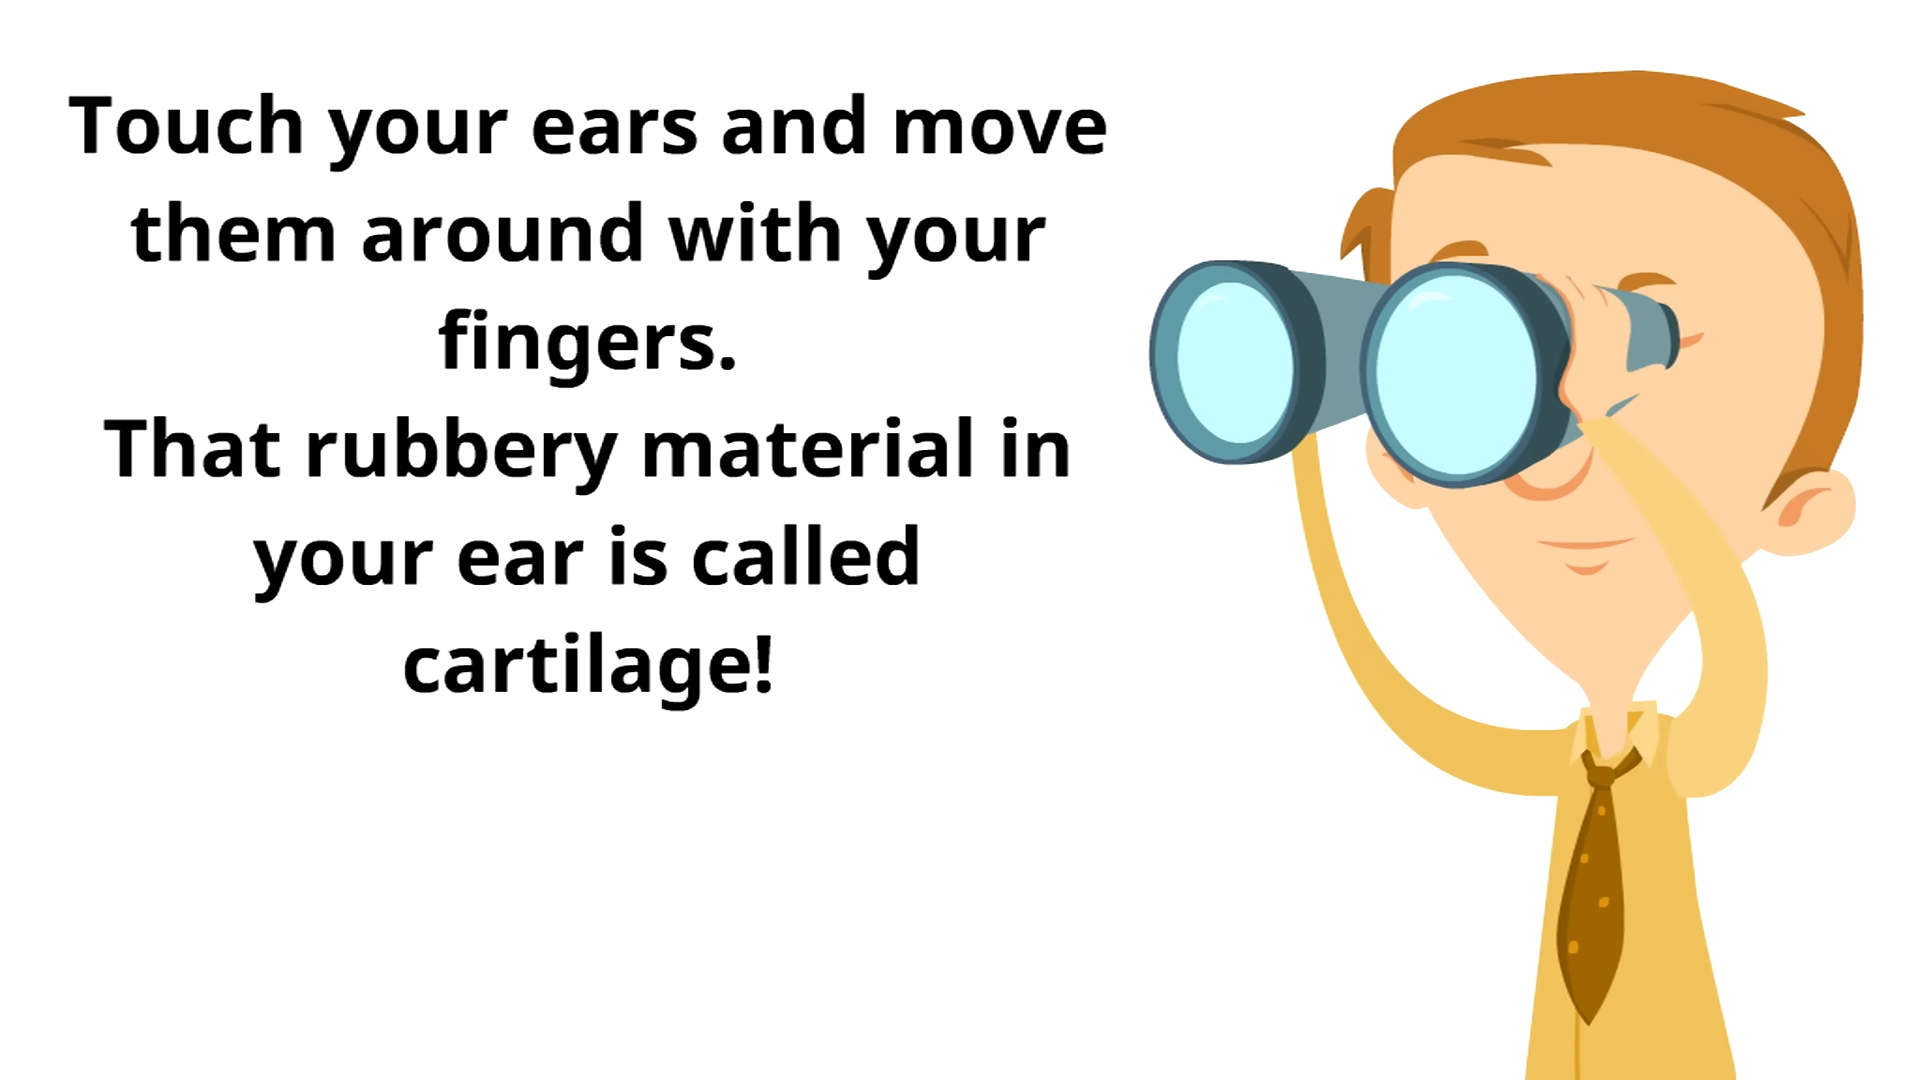 Touch your ears and move
them around with your
fingers.
That rubbery material in
your ear is called
cartilage!